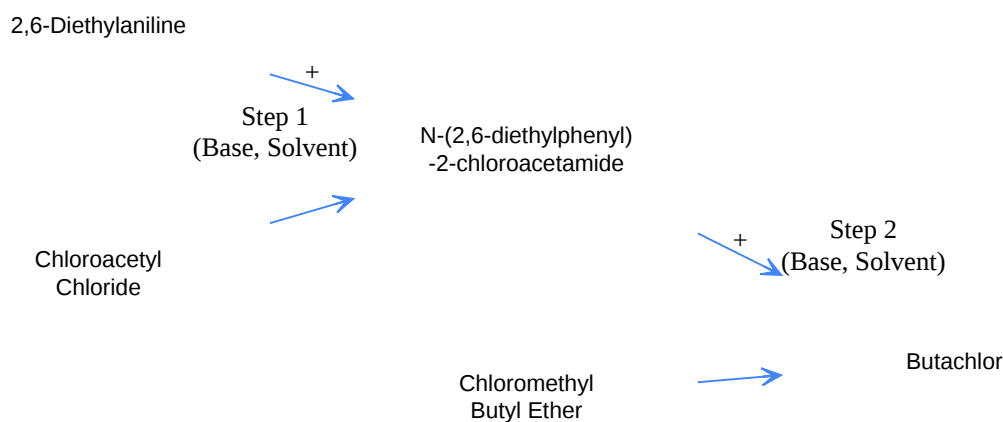 2,6-Diethylaniline
+
Step 1
(Base, Solvent)
N-(2,6-diethylphenyl)
-2-chloroacetamide
Chloroacetyl
Chloride
+
Step 2
(Base, Solvent)
Chloromethyl
Butyl Ether
Butachlor